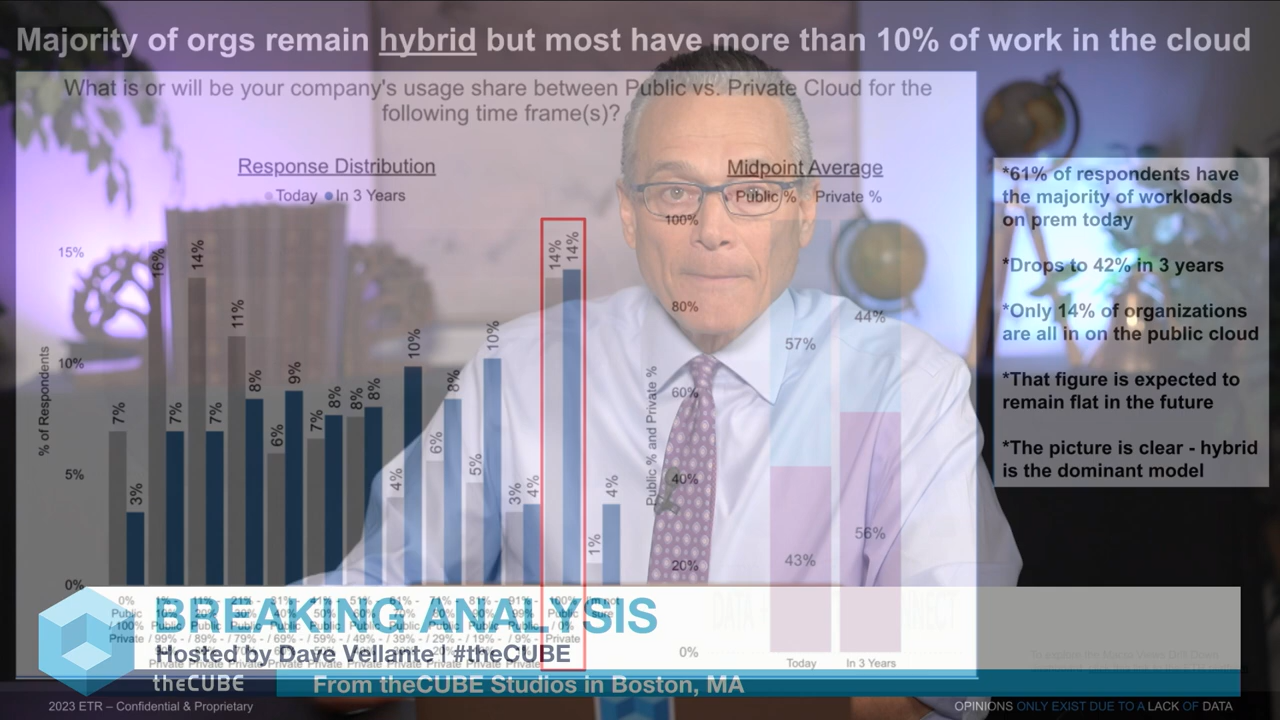 Majority of orgs remain hybrid but most have more than 10% of work in the cloud
What is or will be your company's usage share between Public vs. Private Cloud for the
following time frame(s)?
Response Distribution
Today In 3 Years
Midpoint Average
Public % Private %
% of Respondents
15%
10%
5%
0%
7%
3%
16%
7%
14%
7%
11%
8%
6%
9%
7%
8%
8%
8%
4%
10%
6%
8%
5%
10%
3%
4%
14%
14%
1%
4%
Public % and Private %
100%
80%
60%
40%
20%
0%
57%
43%
44%
56%
Today In 3 Years
*61% of respondents have
the majority of workloads
on prem today
*Drops to 42% in 3 years
*Only 14% of organizations
are all in on the public cloud
*That figure is expected to
remain flat in the future
*The picture is clear - hybrid
is the dominant model
BREAKING ANALYSIS
Hosted by Dave Vellante | #theCUBE
theCUBE
From theCUBE Studios in Boston, MA
2023 ETR – Confidential & Proprietary
OPINIONS ONLY EXIST DUE TO A LACK OF DATA